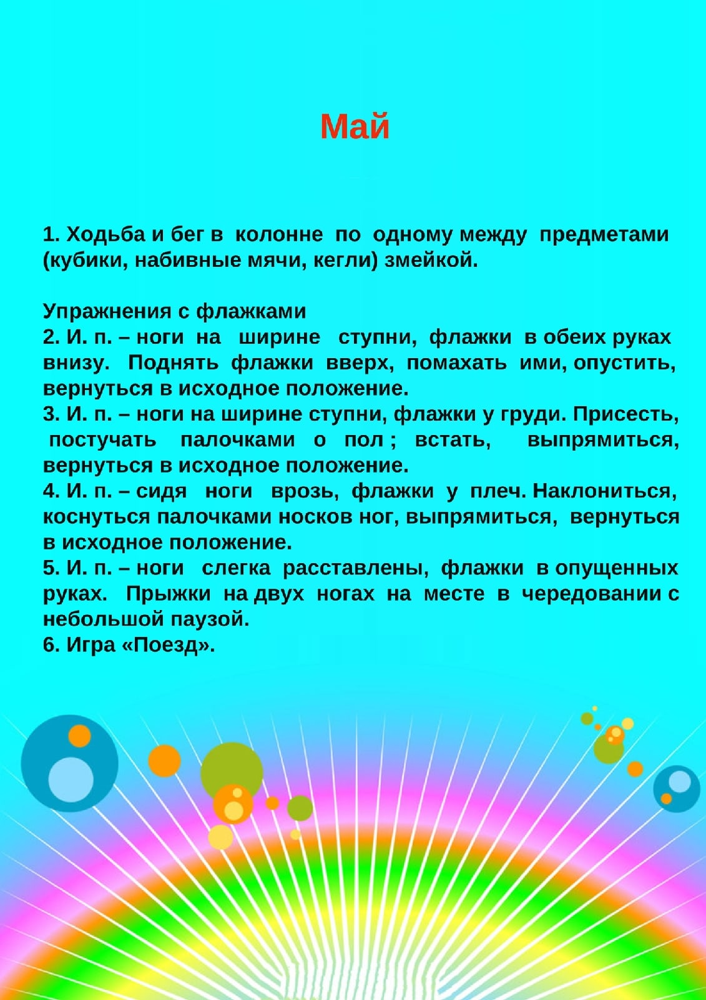 Май
1. Ходьба и бег в колонне по одному между предметами
(кубики, набивные мячи, кегли) змейкой.
Упражнения с флажками
2. И. п. – ноги на ширине ступни, флажки в обеих руках
внизу. Поднять флажки вверх, помахать ими, опустить,
вернуться в исходное положение.
3. И. п. – ноги на ширине ступни, флажки у груди. Присесть,
постучать палочками о пол ; встать, выпрямиться,
вернуться в исходное положение.
4. И. п. – сидя ноги врозь, флажки у плеч. Наклониться,
коснуться палочками носков ног, выпрямиться, вернуться
в исходное положение.
5. И. п. – ноги слегка расставлены, флажки в опущенных
руках. Прыжки на двух ногах на месте в чередовании с
небольшой паузой.
6. Игра «Поезд».